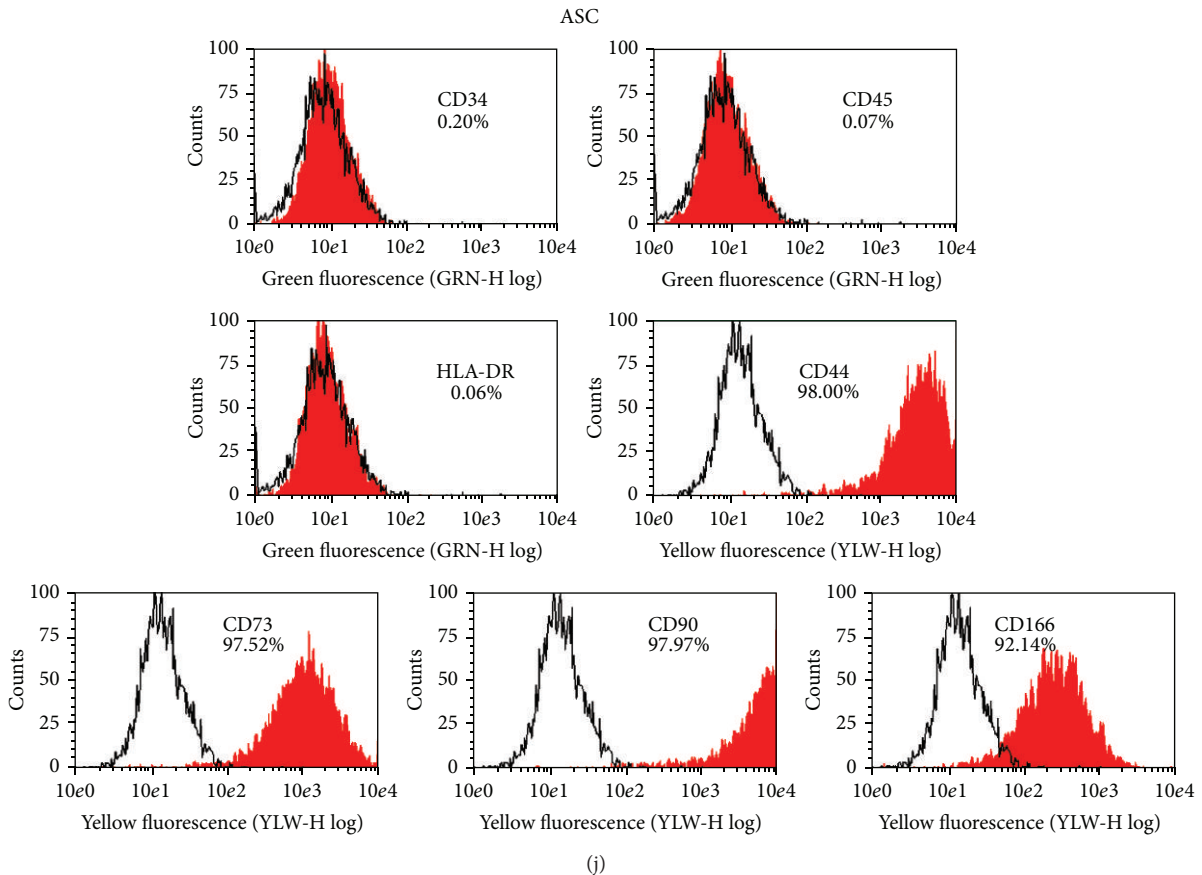 ASC
100
75
50
25
0
Counts
CD34
0.20%
10e0 10e1 10e2 10e3 10e4
Green fluorescence (GRN-H log)
100
75
50
25
0
Counts
CD45
0.07%
10e0 10e1 10e2 10e3 10e4
Green fluorescence (GRN-H log)
100
75
50
25
0
Counts
HLA-DR
0.06%
10e0 10e1 10e2 10e3 10e4
Green fluorescence (GRN-H log)
100
75
50
25
0
Counts
CD44
98.00%
10e0 10e1 10e2 10e3 10e4
Yellow fluorescence (YLW-H log)
100
75
50
25
0
Counts
CD73
97.52%
10e0 10e1 10e2 10e3 10e4
Yellow fluorescence (YLW-H log)
100
75
50
25
0
Counts
CD90
97.97%
10e0 10e1 10e2 10e3 10e4
Yellow fluorescence (YLW-H log)
100
75
50
25
0
Counts
CD166
92.14%
10e0 10e1 10e2 10e3 10e4
Yellow fluorescence (YLW-H log)
(j)